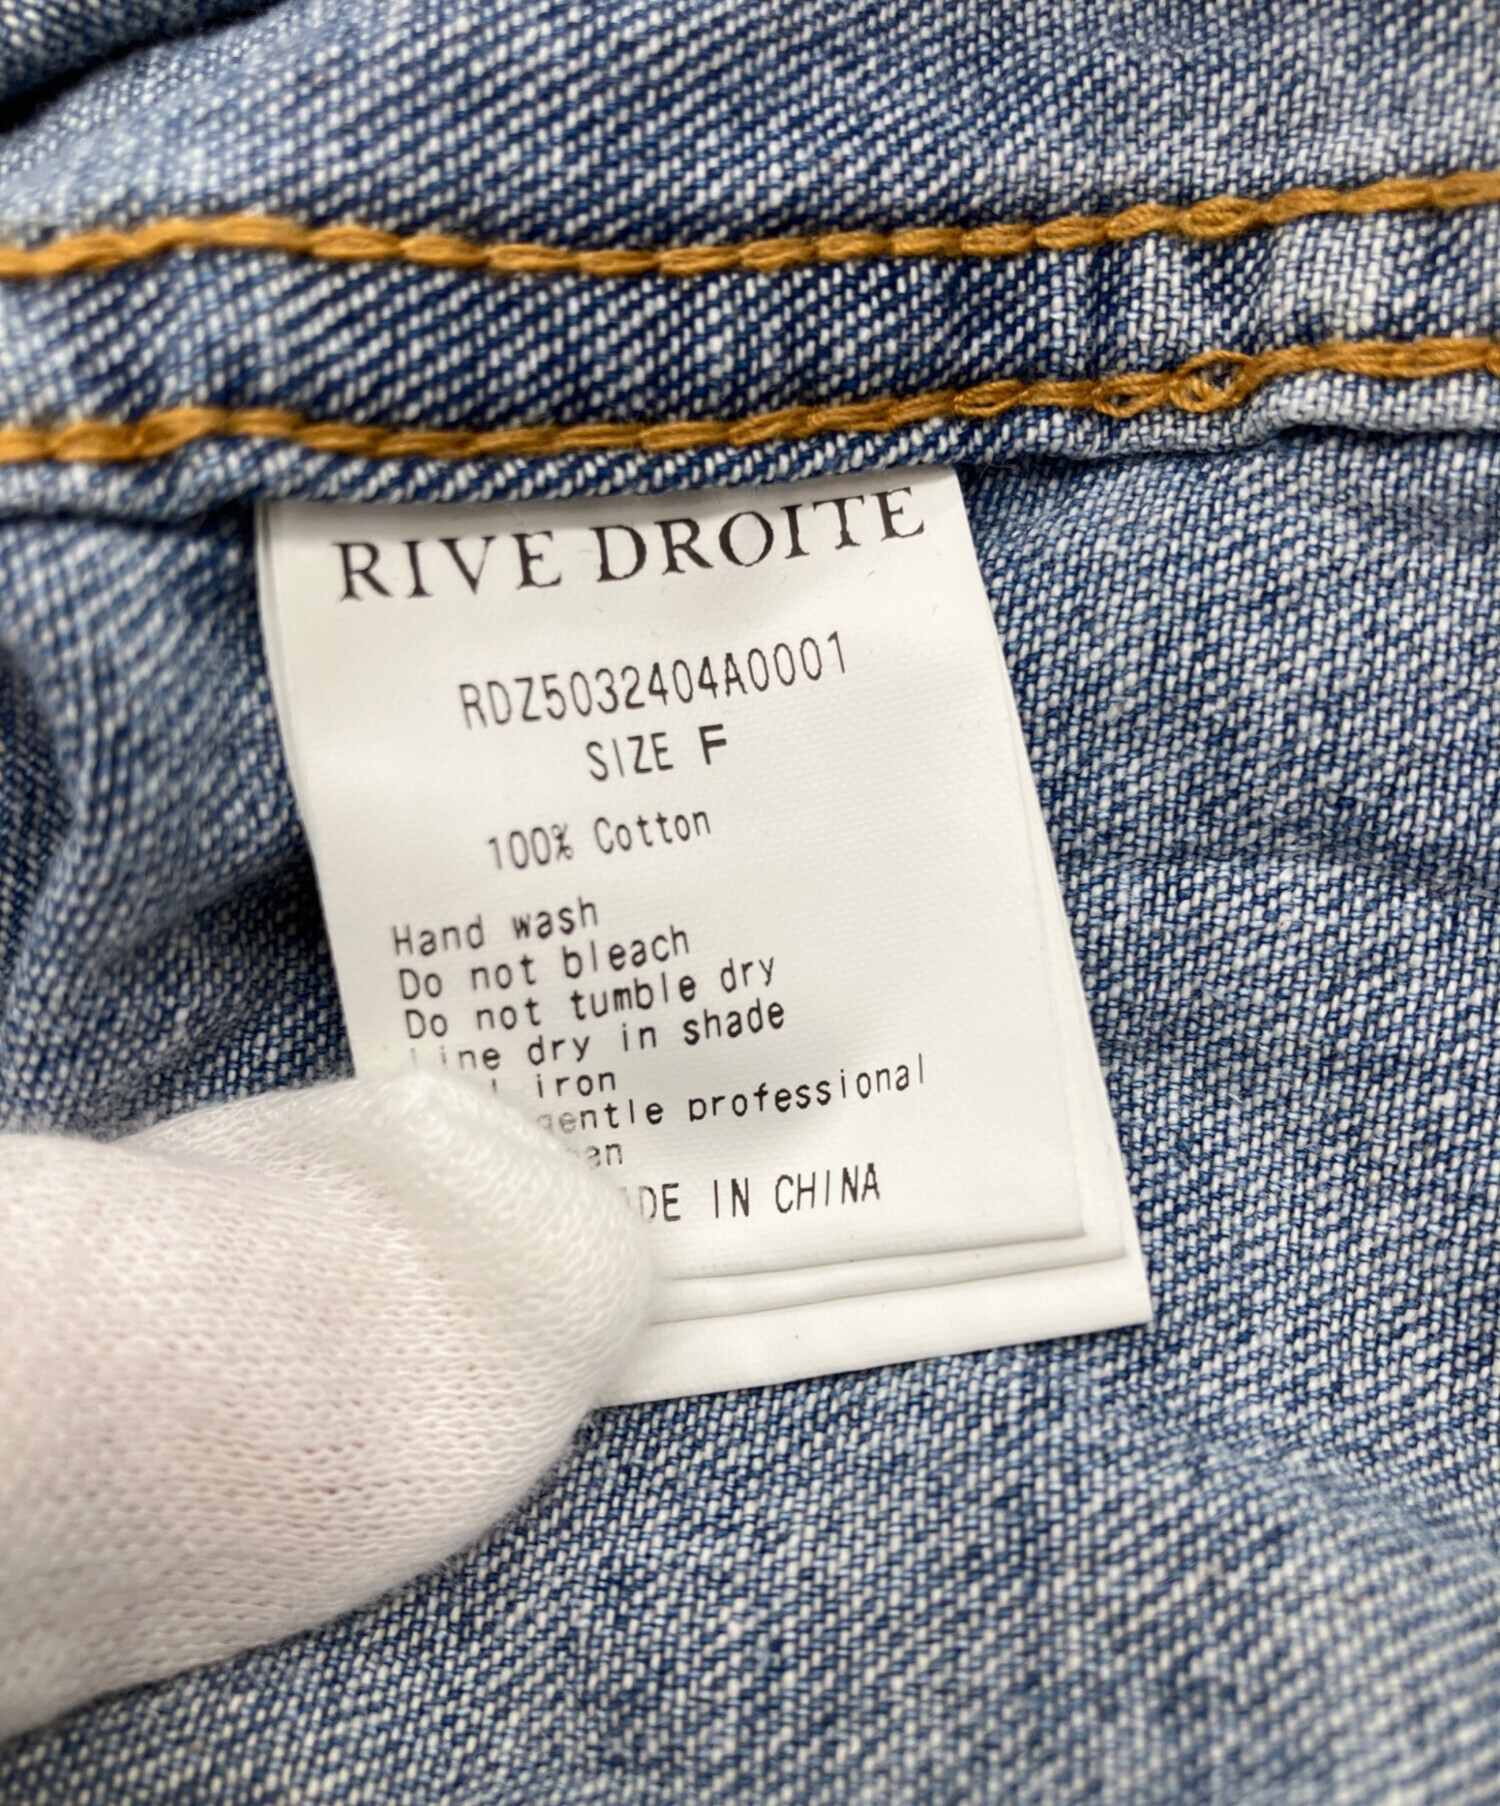 RIVE DROITE
RDZ5032404A0001
SIZE F
100% Cotton
Hand wash
Do not bleach
Do not tumble dry
Line dry in shade
iron
gentle professional
MADE IN CHINA